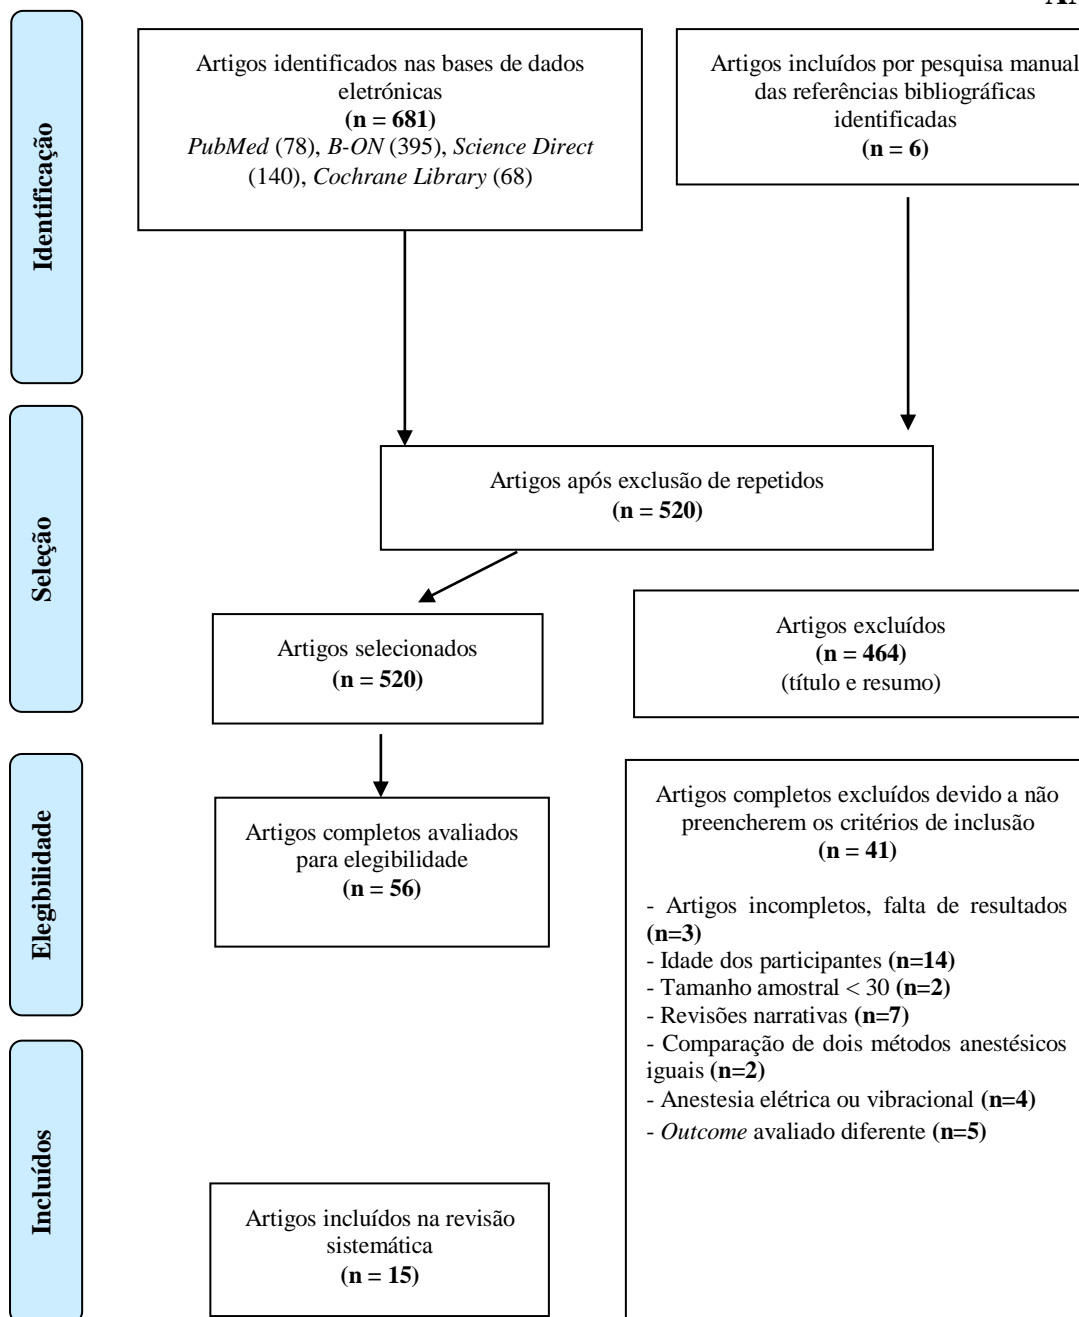 Identificação
Artigos identificados nas bases de dados
eletrónicas
(n = 681)
PubMed (78), B-ON (395), Science Direct
(140), Cochrane Library (68)
Artigos incluídos por pesquisa manual
das referências bibliográficas
identificadas
(n = 6)
Seleção
Artigos após exclusão de repetidos
(n = 520)
Artigos selecionados
(n = 520)
Artigos excluídos
(n = 464)
(título e resumo)
Elegibilidade
Artigos completos avaliados
para elegibilidade
(n = 56)
Artigos completos excluídos devido a não
preencherem os critérios de inclusão
(n = 41)
- Artigos incompletos, falta de resultados
(n=3)
- Idade dos participantes (n=14)
- Tamanho amostral < 30 (n=2)
- Revisões narrativas (n=7)
- Comparação de dois métodos anestésicos
iguais (n=2)
- Anestesia elétrica ou vibracional (n=4)
- Outcome avaliado diferente (n=5)
Incluídos
Artigos incluídos na revisão
sistemática
(n = 15)